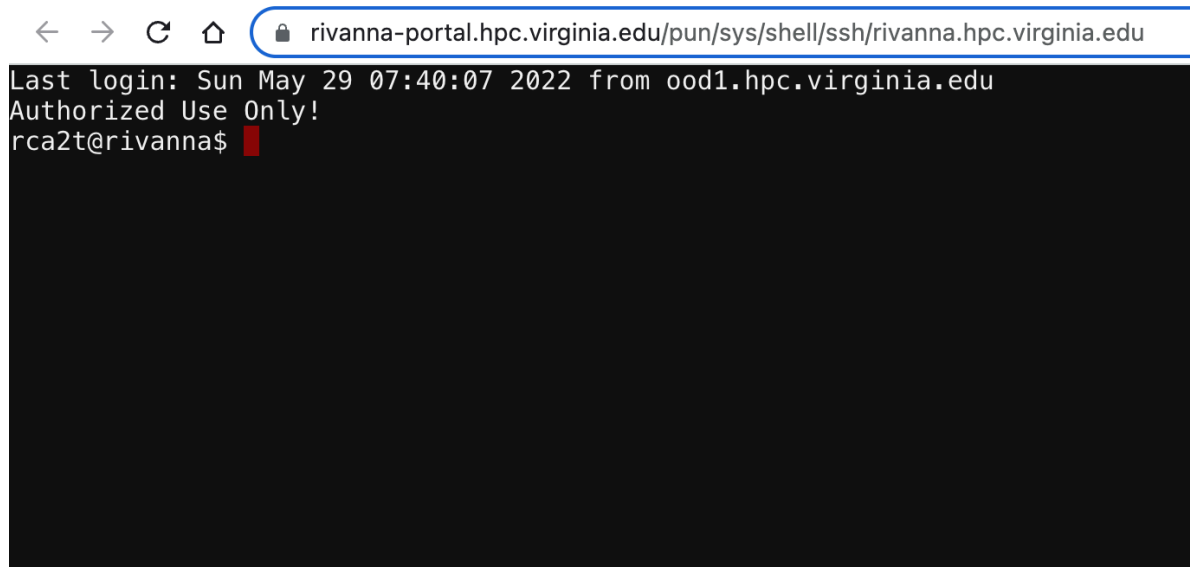 rivanna-portal.hpc.virginia.edu/pun/sys/shell/ssh/rivanna.hpc.virginia.edu
Last login: Sun May 29 07:40:07 2022 from ood1.hpc.virginia.edu
Authorized Use Only!
rca2t@rivanna$